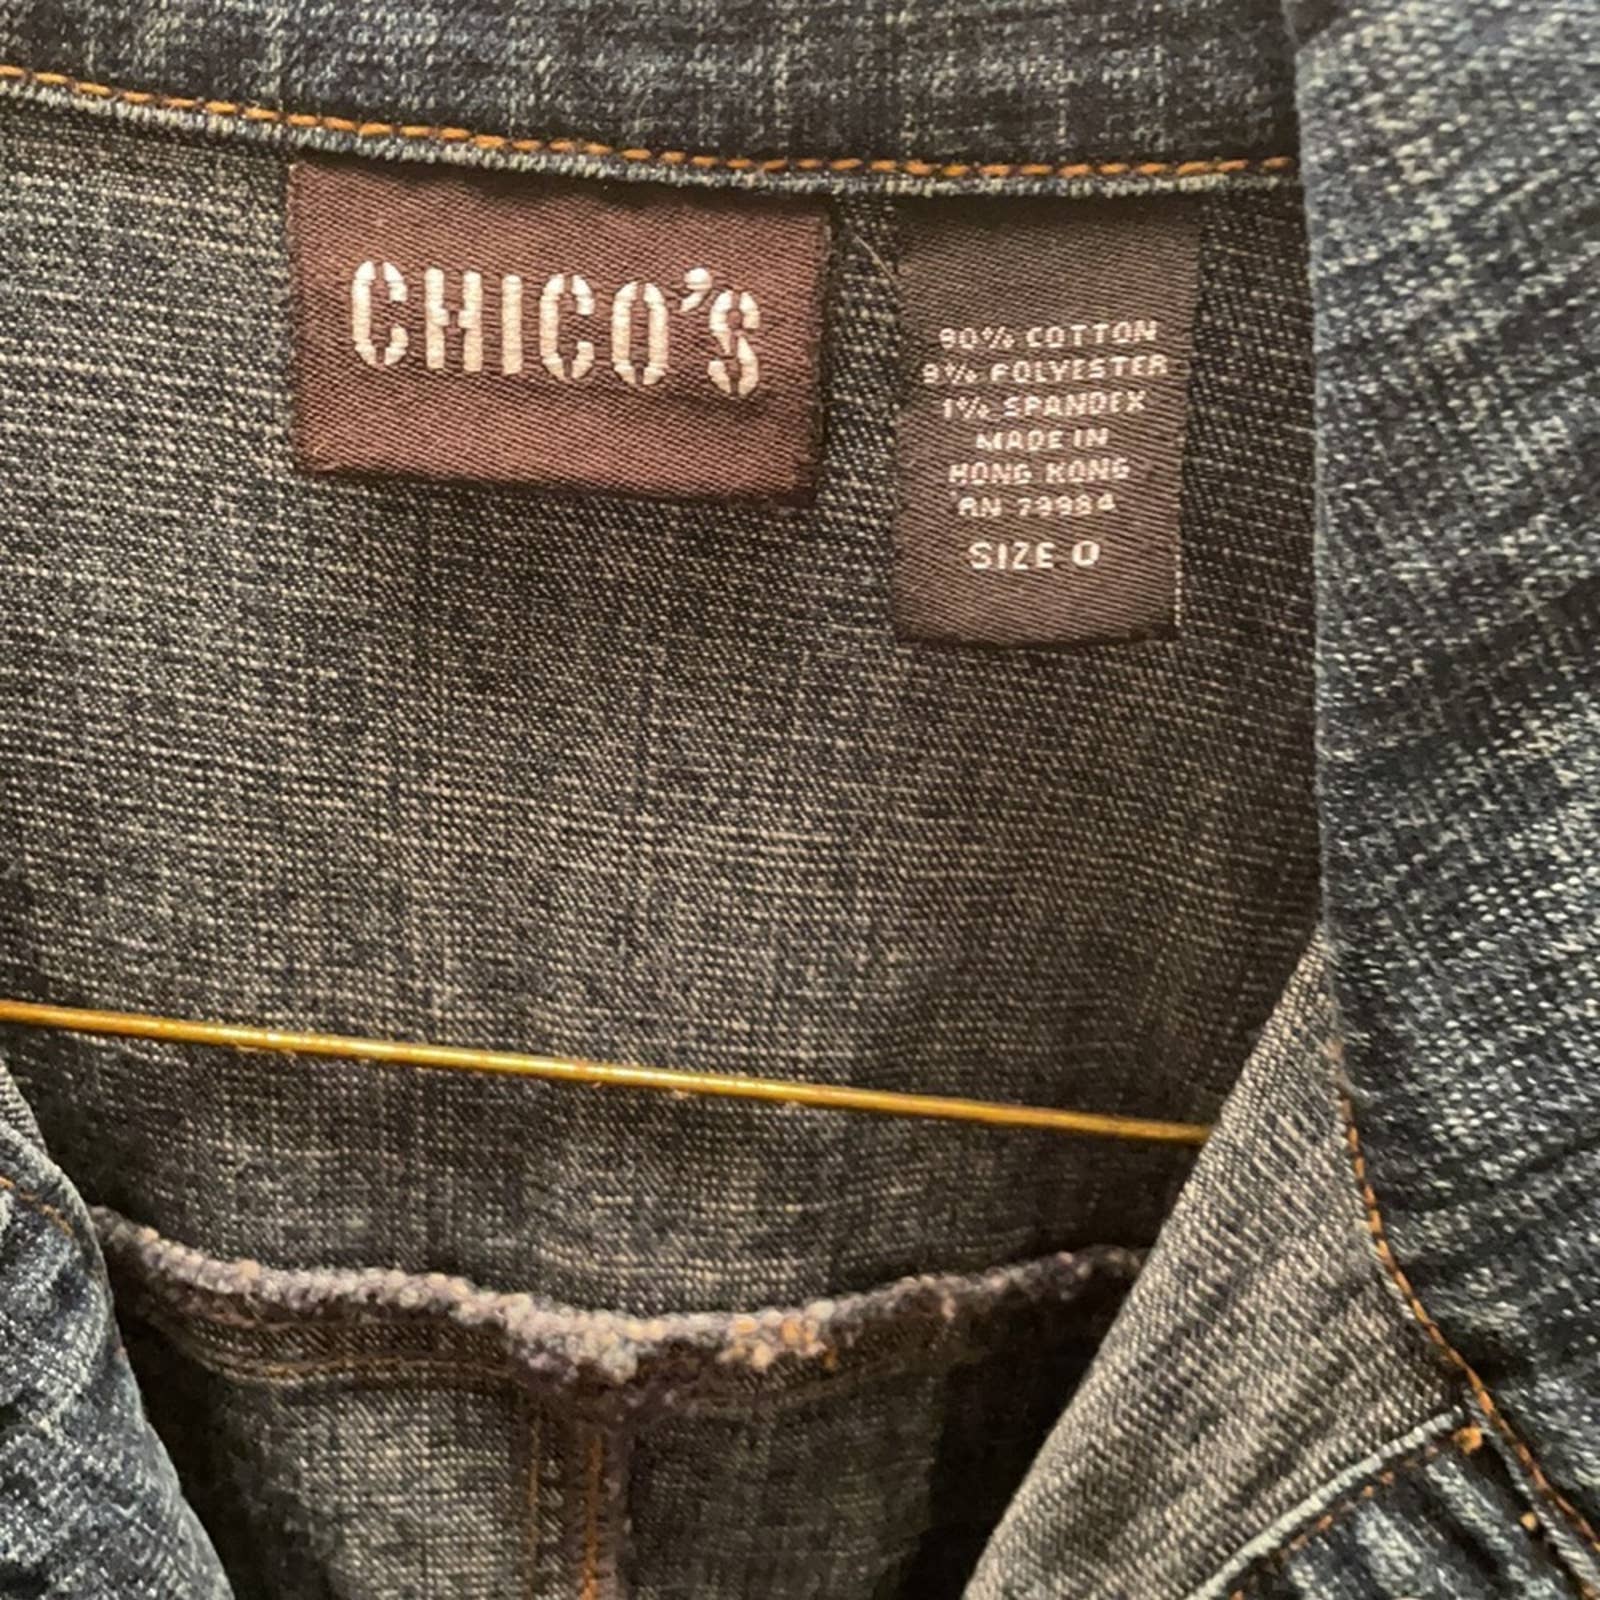 CHICO'S
90% COTTON
9% POLYESTER
1% SPANDEX
MADE IN
HONG KONG
RN 79984
SIZE 0